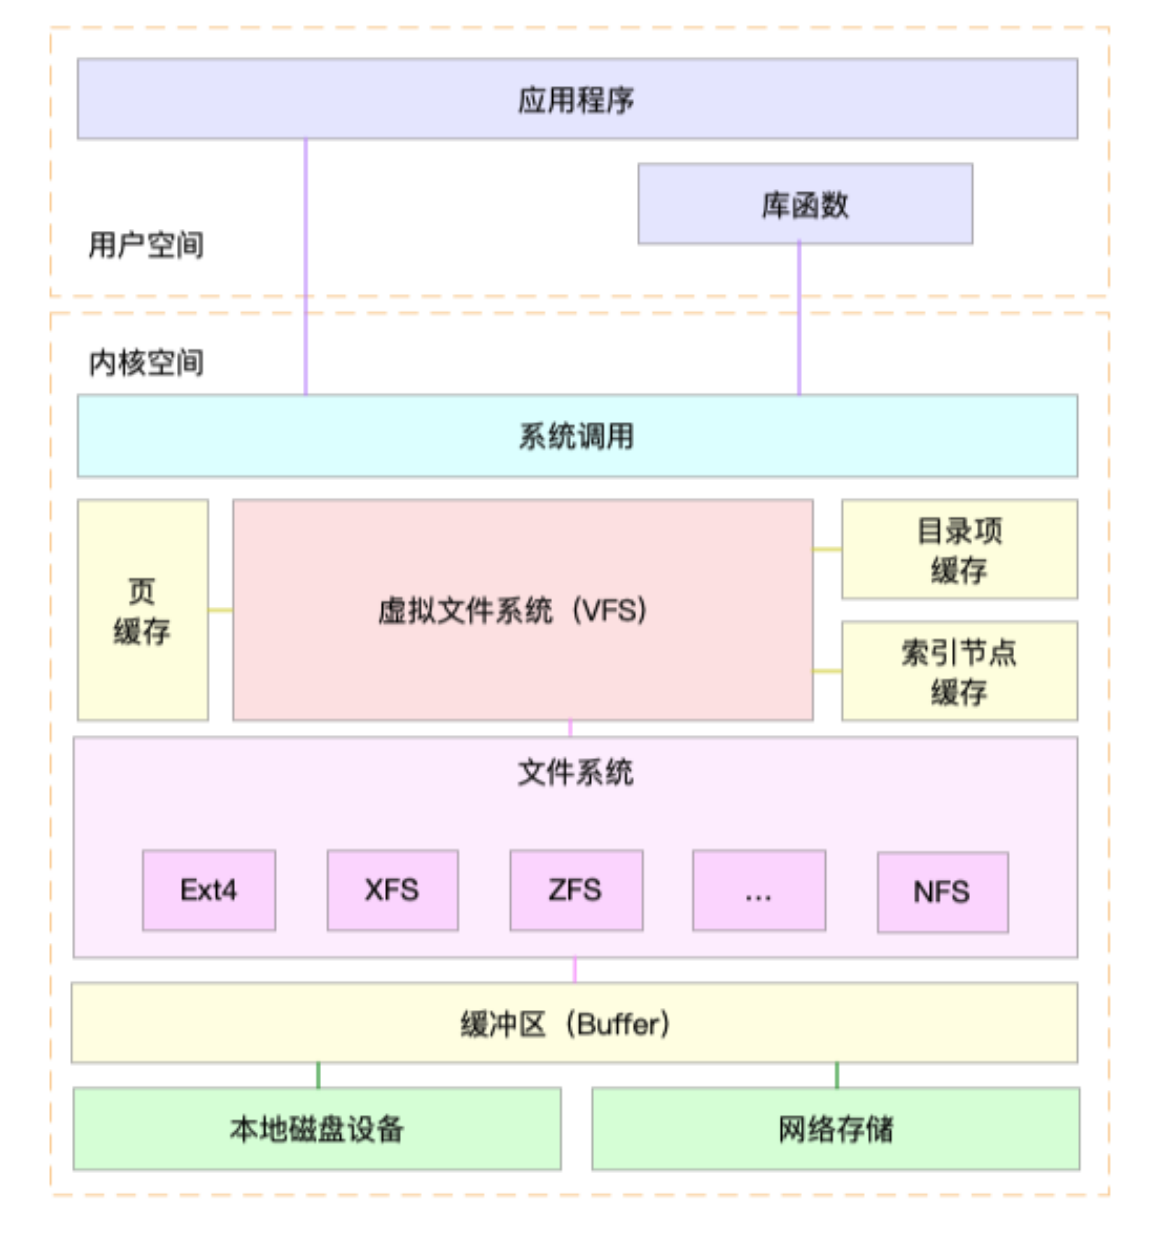 应用程序
库函数
用户空间
内核空间
系统调用
页
缓存
虚拟文件系统（VFS）
目录项
缓存
索引节点
缓存
文件系统
Ext4
XFS
ZFS
...
NFS
缓冲区（Buffer）
本地磁盘设备
网络存储